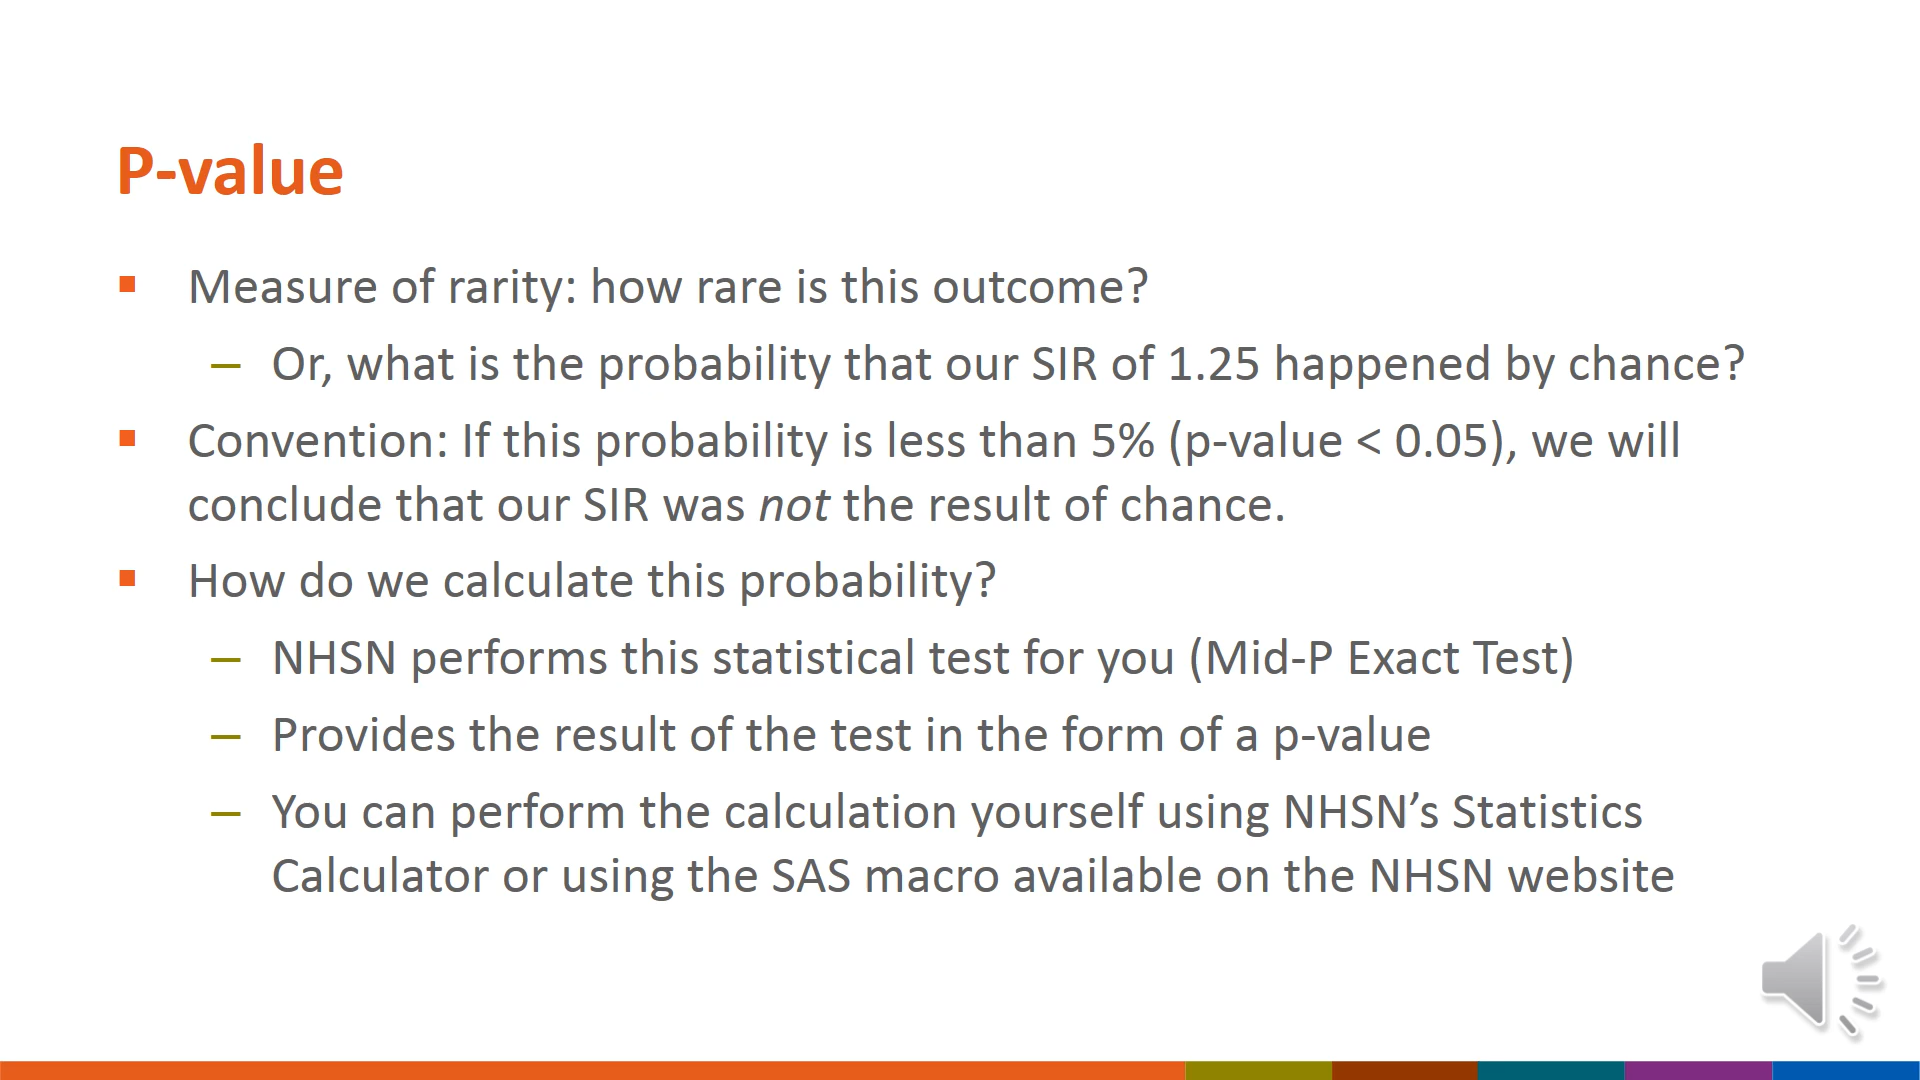 P-value
▪ Measure of rarity: how rare is this outcome?
– Or, what is the probability that our SIR of 1.25 happened by chance?
▪ Convention: If this probability is less than 5% (p-value < 0.05), we will
conclude that our SIR was not the result of chance.
▪ How do we calculate this probability?
– NHSN performs this statistical test for you (Mid-P Exact Test)
– Provides the result of the test in the form of a p-value
– You can perform the calculation yourself using NHSN’s Statistics
Calculator or using the SAS macro available on the NHSN website